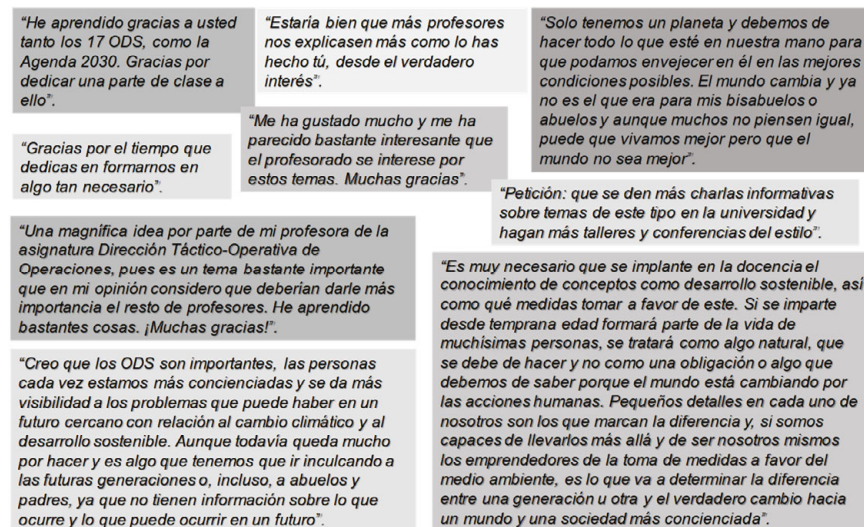 “He aprendido gracias a usted
tanto los 17 ODS, como la
Agenda 2030. Gracias por
dedicar una parte de clase a
ello”.
“Estaría bien que más profesores
nos explicasen más como lo has
hecho tú, desde el verdadero
interés”.
“Solo tenemos un planeta y debemos de
hacer todo lo que esté en nuestra mano para
que podamos envejecer en él en las mejores
condiciones posibles. El mundo cambia y ya
no es el que era para mis bisabuelos o
abuelos y aunque muchos no piensen igual,
puede que vivamos mejor pero que el
mundo no sea mejor”.
“Me ha gustado mucho y me ha
parecido bastante interesante que
el profesorado se interese por
estos temas. Muchas gracias”.
“Gracias por el tiempo que
dedicas en formarnos en
algo tan necesario”.
“Petición: que se den más charlas informativas
sobre temas de este tipo en la universidad y
hagan más talleres y conferencias del estilo”.
“Una magnífica idea por parte de mi profesora de la
asignatura Dirección Táctico-Operativa de
Operaciones, pues es un tema bastante importante
que en mi opinión considero que deberían darle más
importancia el resto de profesores. He aprendido
bastantes cosas. ¡Muchas gracias!”.
“Es muy necesario que se implante en la docencia el
conocimiento de conceptos como desarrollo sostenible, así
como qué medidas tomar a favor de este. Si se imparte
desde temprana edad formará parte de la vida de
muchísimas personas, se tratará como algo natural, que
se debe de hacer y no como una obligación o algo que
debemos de saber porque el mundo está cambiando por
las acciones humanas. Pequeños detalles en cada uno de
nosotros son los que marcan la diferencia y, si somos
capaces de llevarlos más allá y de ser nosotros mismos
los emprendedores de la toma de medidas a favor del
medio ambiente, es lo que va a determinar la diferencia
entre una generación u otra y el verdadero cambio hacia
un mundo y una sociedad más concienciada”.
“Creo que los ODS son importantes, las personas
cada vez estamos más concienciadas y se da más
visibilidad a los problemas que puede haber en un
futuro cercano con relación al cambio climático y al
desarrollo sostenible. Aunque todavía queda mucho
por hacer y es algo que tenemos que ir inculcando a
las futuras generaciones o, incluso, a abuelos y
padres, ya que no tienen información sobre lo que
ocurre y lo que puede ocurrir en un futuro”.